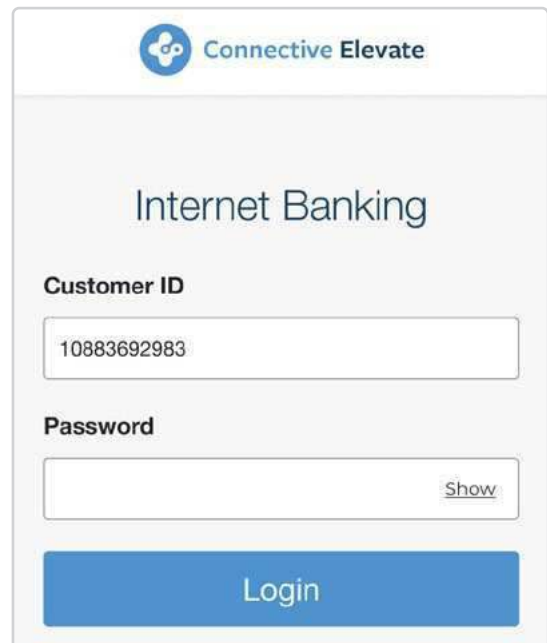 Connective Elevate
Internet Banking
Customer ID
10883692983
Password
Show
Login